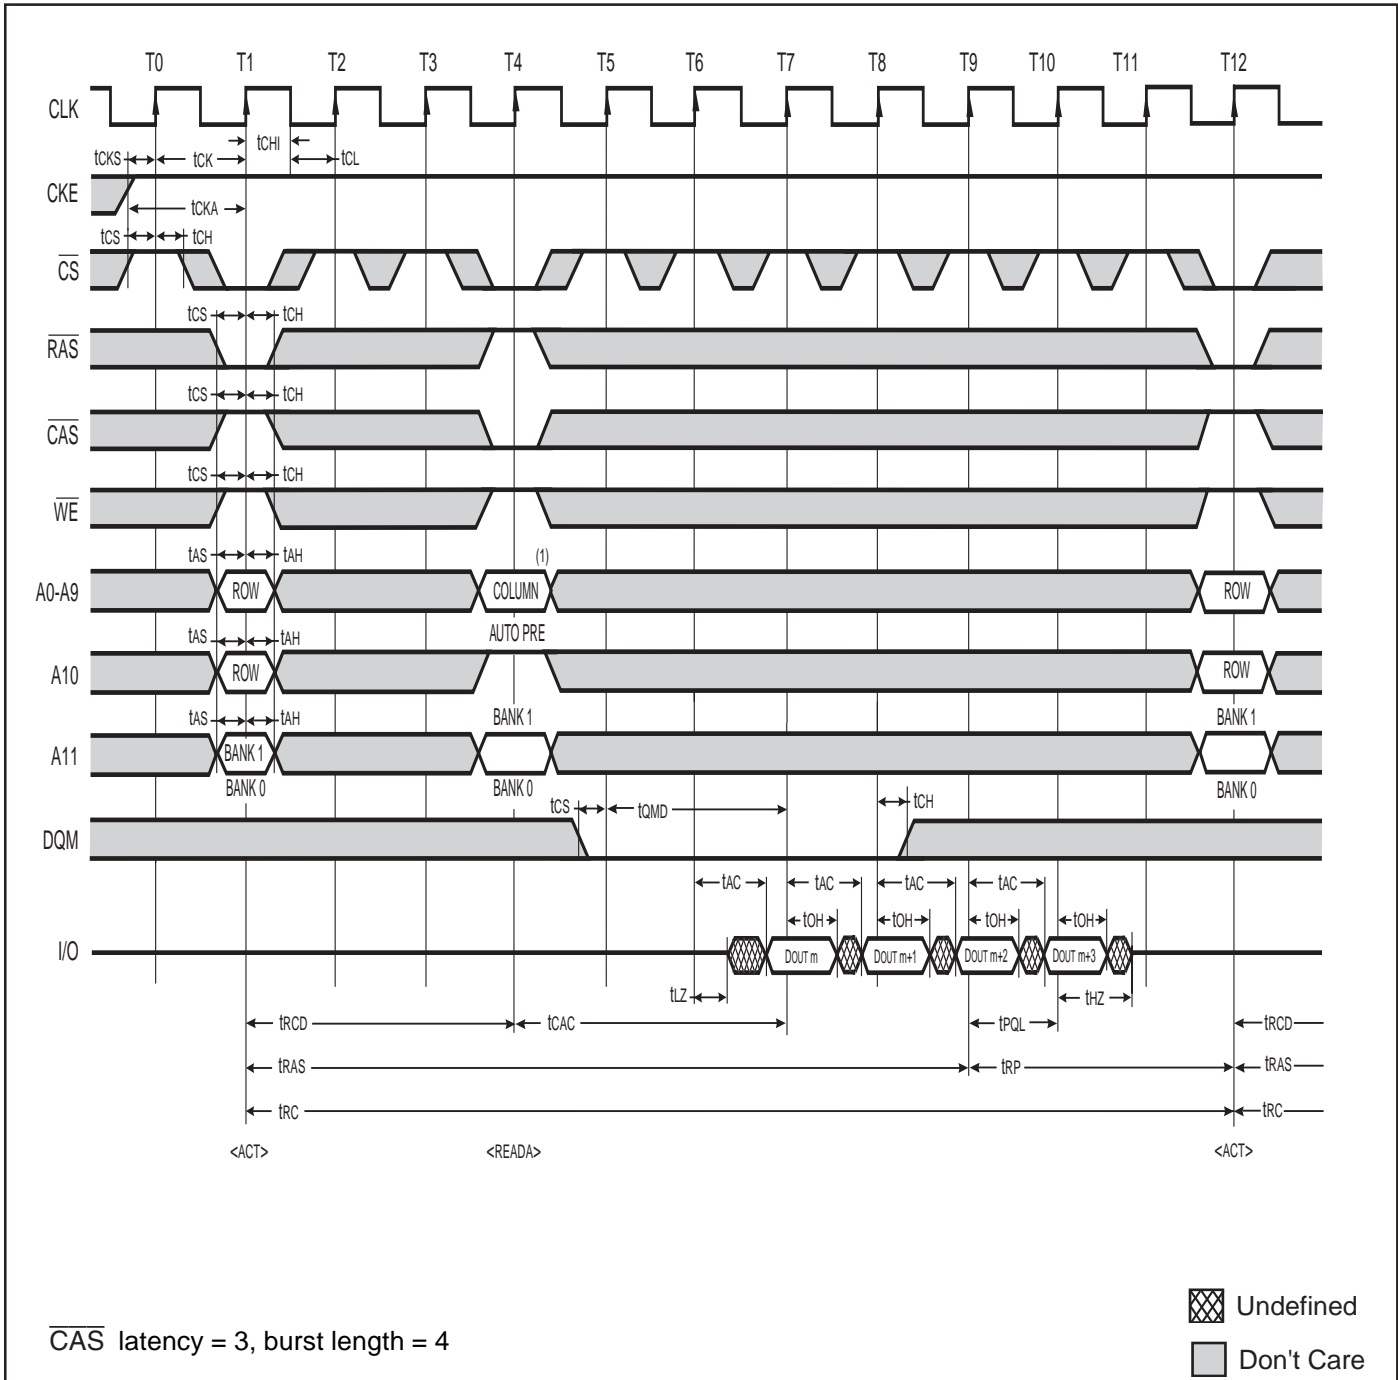 T0 T1 T2 T3 T4 T5 T6 T7 T8 T9 T10 T11 T12
CLK
tCHI
tCKS tCK tCL
CKE
tCKA
tCS tCH
CS
tCS tCH
RAS
tCS tCH
CAS
tCS tCH
WE
tAS tAH (1)
A0-A9 ROW COLUMN ROW
AUTO PRE
tAS tAH
A10 ROW ROW
tAS tAH BANK 1 BANK 1
A11 BANK 1
BANK 0 BANK 0 BANK 0
tCS tQMD tCH
DQM
tAC tAC tAC tAC
tOH tOH tOH tOH
I/O DOUT m DOUT m+1 DOUT m+2 DOUT m+3
tLZ tHZ
tRCD tCAC tPQL tRCD
tRAS tRP tRAS
tRC tRC
<ACT> <READA> <ACT>
Undefined
CAS latency = 3, burst length = 4
Don't Care